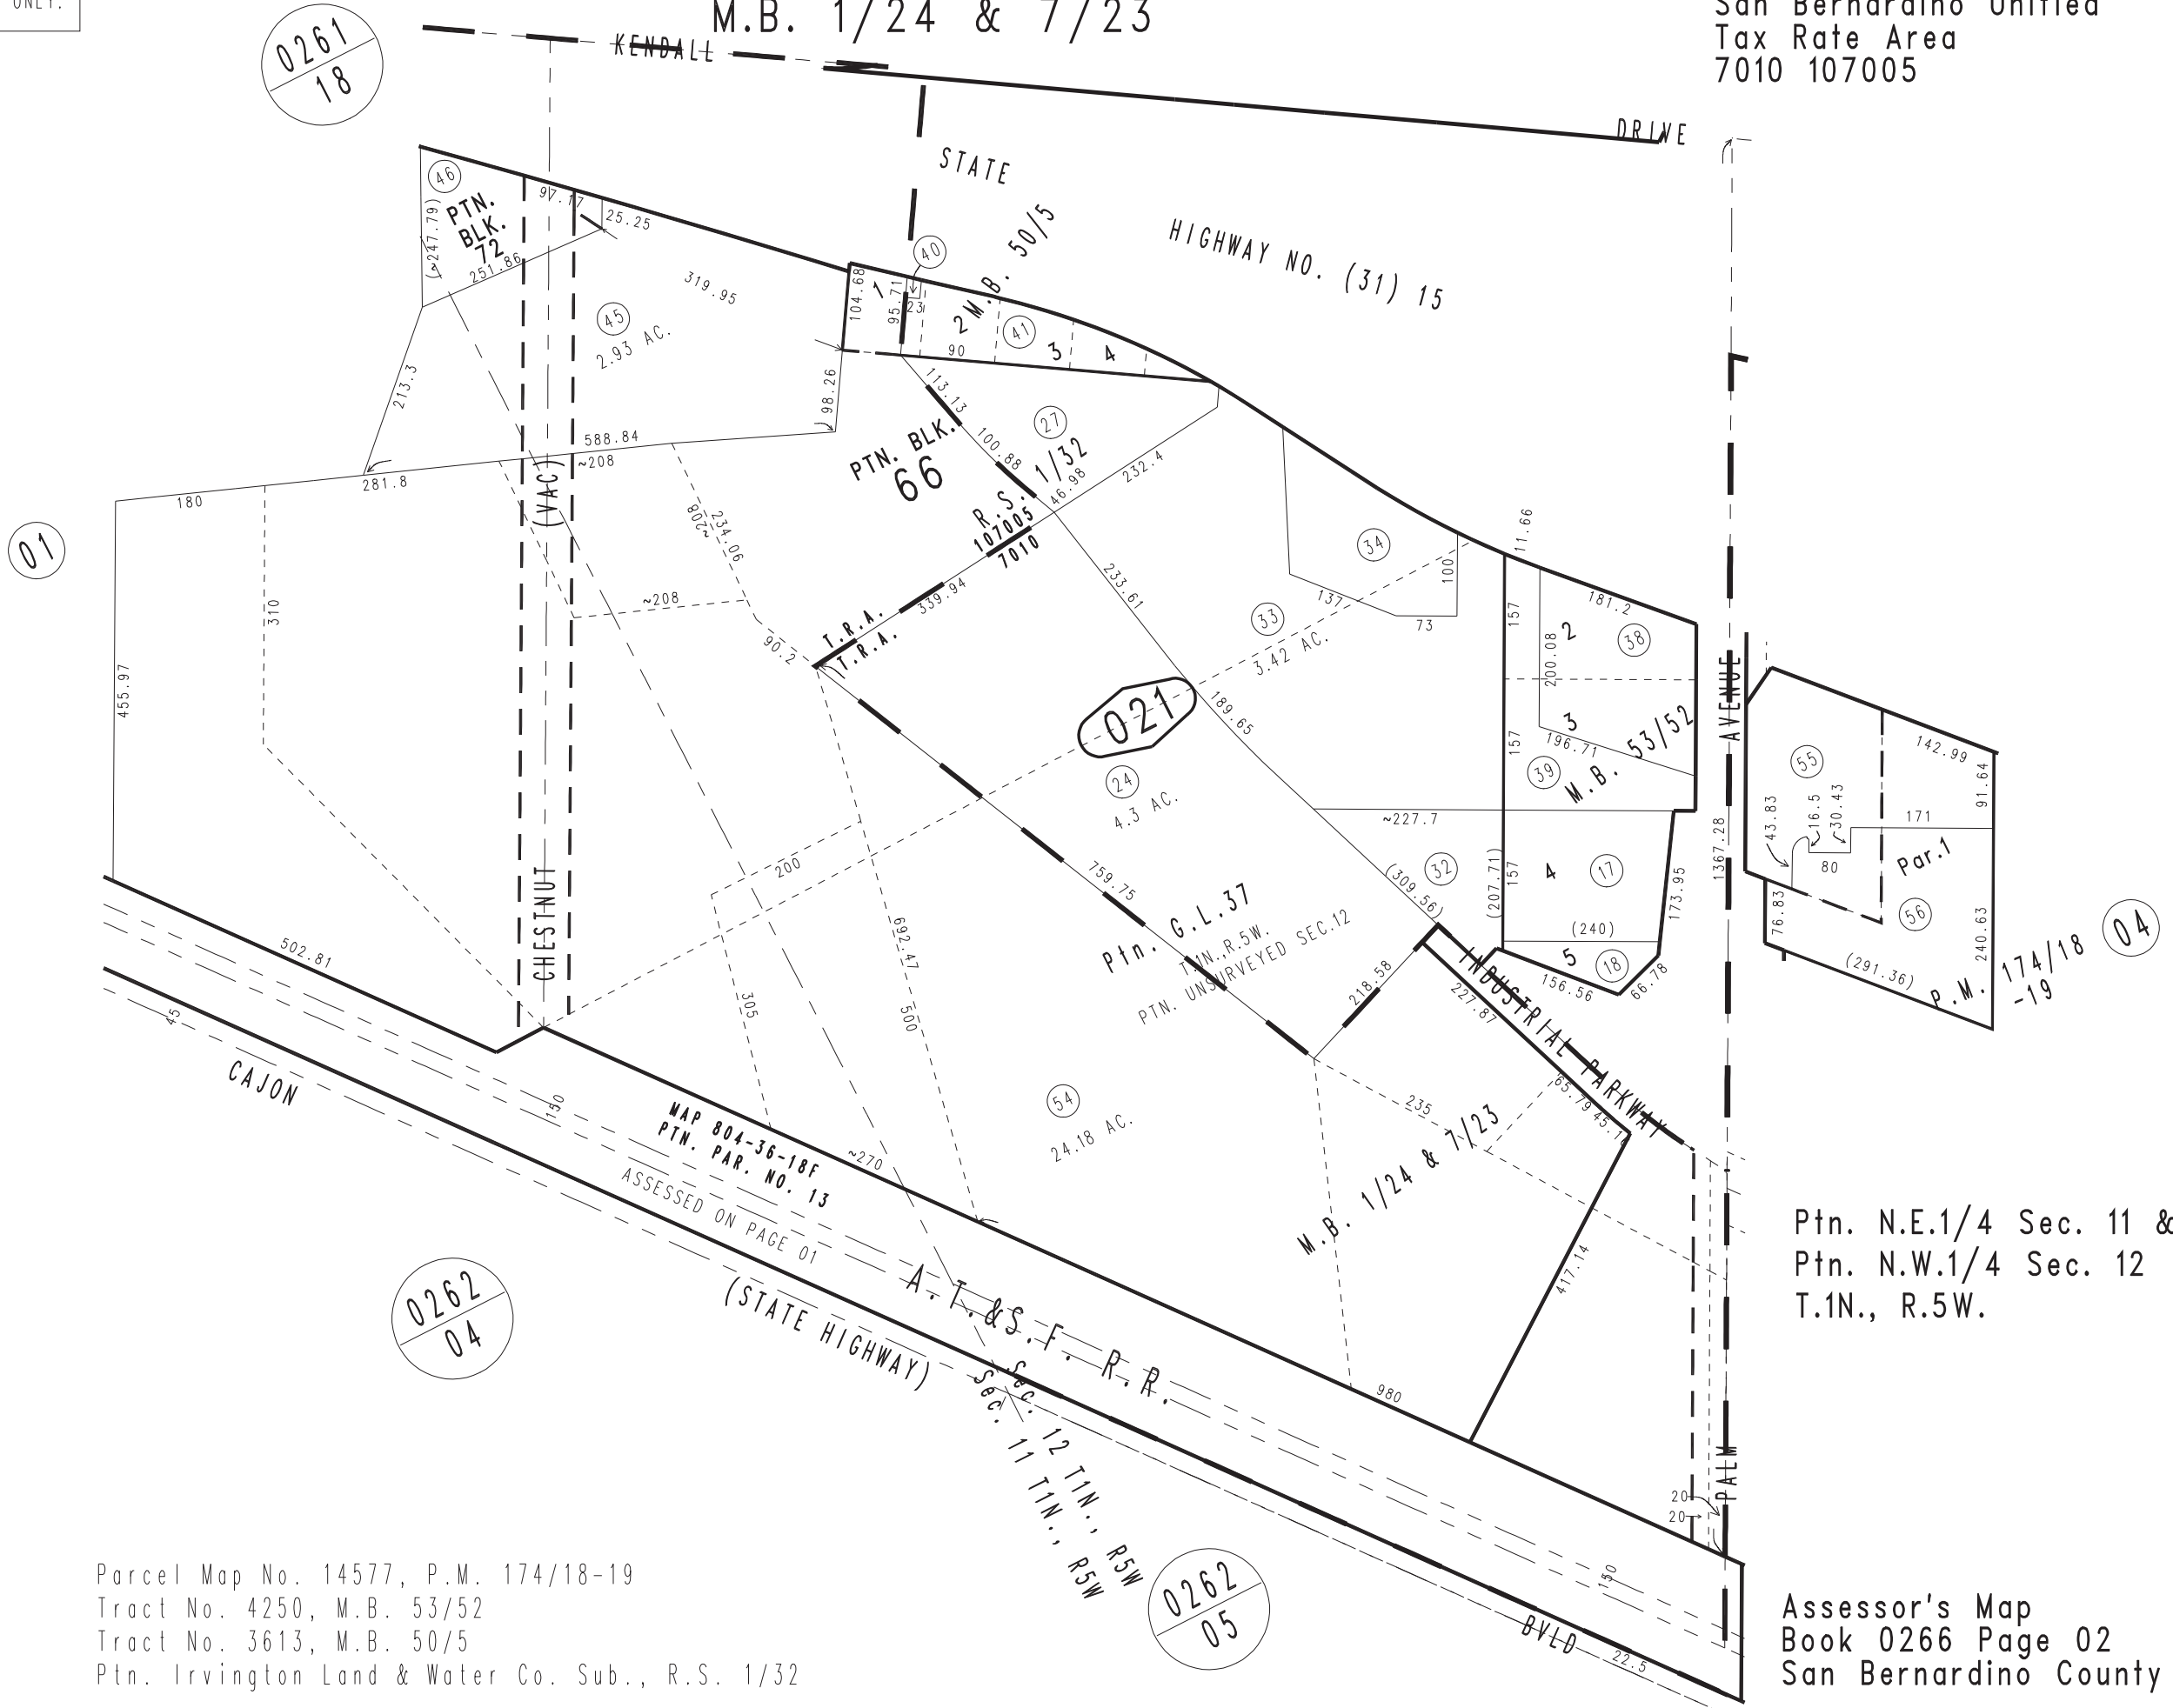 ONLY.
M.B. 1/24 & 7/23
San Bernardino Unified
Tax Rate Area
7010 107005
0261
18
KENDALL
DRIVE
STATE
HIGHWAY NO. (31) 15
46
PTN.
BLK.
72
(~247.79)
97.17
25.25
251.86
319.95
45
2.93 AC.
213.3
588.84
~208
281.8
180
98.26
104.68
1
95.71
23
40
2
M.B. 50/5
41
3
4
90
113.13
100.88
27
PTN. BLK.
66
R.S. 1/32
46.98
232.4
107005
7010
T.R.A.
T.R.A.
339.94
01
(VAC)
310
455.97
~208
234.06
~208
90.2
233.61
34
100
137
73
33
3.42 AC.
11.66
181.2
157
200.08
2
38
3
157
196.71
39
M.B. 53/52
189.65
021
24
4.3 AC.
~227.7
32
(309.56)
(207.71)
157
4
17
173.95
(240)
5
18
156.56
66.78
AVENUE
1367.28
55
142.99
91.64
43.83
16.5
30.43
171
80
Par.1
76.83
56
240.63
(291.36)
P.M. 174/18
-19
04
200
759.75
Ptn. G.L.37
T.1N.,R.5W.
PTN. UNSURVEYED SEC.12
218.58
INDUSTRIAL PARKWAY
227.87
65.79
692.47
500
305
CHESTNUT
502.81
45
CAJON
150
MAP 804-36-18F
PTN. PAR. NO. 13
~270
ASSESSED ON PAGE 01
54
24.18 AC.
235
M.B. 1/24 & 7/23
417.14
Ptn. N.E.1/4 Sec. 11 &
Ptn. N.W.1/4 Sec. 12
T.1N., R.5W.
0262
04
(STATE HIGHWAY)
A.T.&S.F. R.R.
980
Sec. 12 T1N., R5W
Sec. 11 T1N., R5W
PALM
20
20
150
0262
05
BVLD
22.5
Parcel Map No. 14577, P.M. 174/18-19
Tract No. 4250, M.B. 53/52
Tract No. 3613, M.B. 50/5
Ptn. Irvington Land & Water Co. Sub., R.S. 1/32
Assessor's Map
Book 0266 Page 02
San Bernardino County